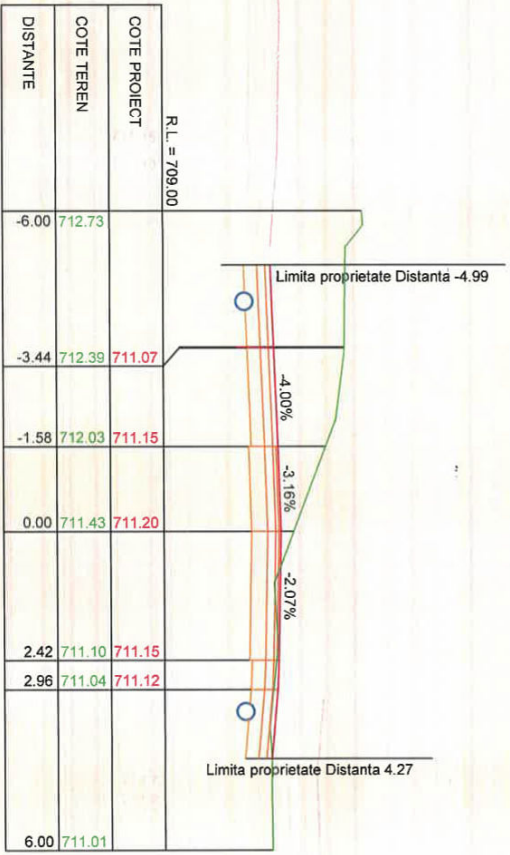 R.L. = 709.00
COTE PROIECT
COTE TEREN
DISTANTE
-6.00 712.73
-3.44 712.39 711.07
-1.58 712.03 711.15
0.00 711.43 711.20
2.42 711.10 711.15
2.96 711.04 711.12
6.00 711.01
Limita proprietate Distanta -4.99
-4.00%
-3.16%
-2.07%
Limita proprietate Distanta 4.27